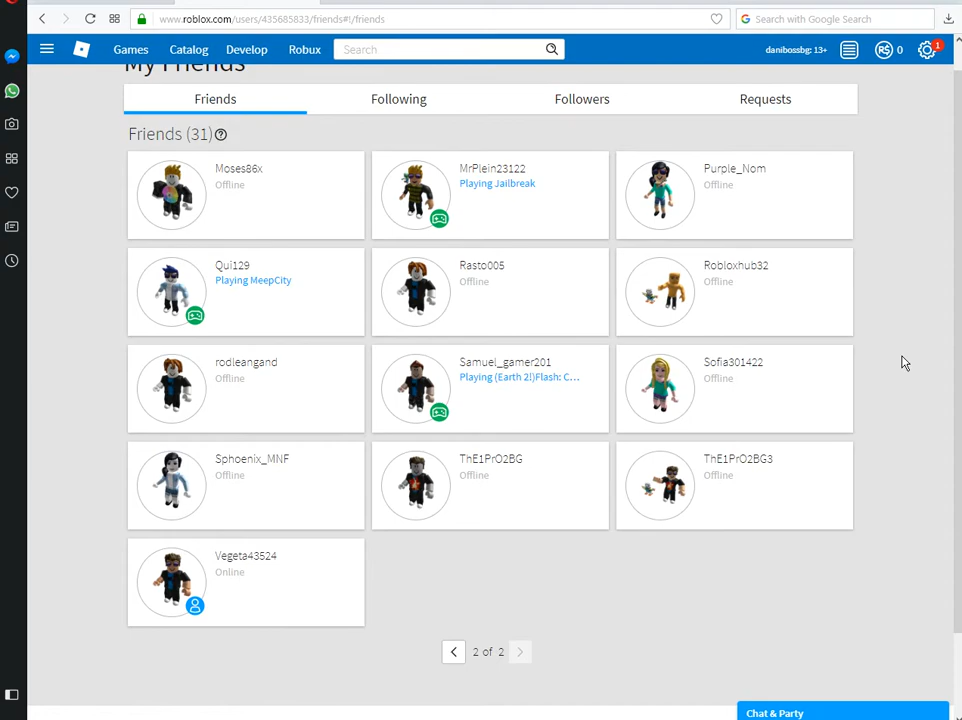 www.roblox.com/users/435685833/friends#!/friends
Search with Google Search
Games
Catalog
Develop
Robux
Search
danibossbg: 13+
R$
0
1
My Friends
Friends
Following
Followers
Requests
Friends (31)
Moses86x
Offline
MrPlein23122
Playing Jailbreak
Purple_Nom
Offline
Qui129
Playing MeepCity
Rasto005
Offline
Robloxhub32
Offline
rodleangand
Offline
Samuel_gamer201
Playing (Earth 2!)Flash: C...
Sofia301422
Offline
Sphoenix_MNF
Offline
ThE1PrO2BG
Offline
ThE1PrO2BG3
Offline
Vegeta43524
Online
2 of 2
Chat & Party